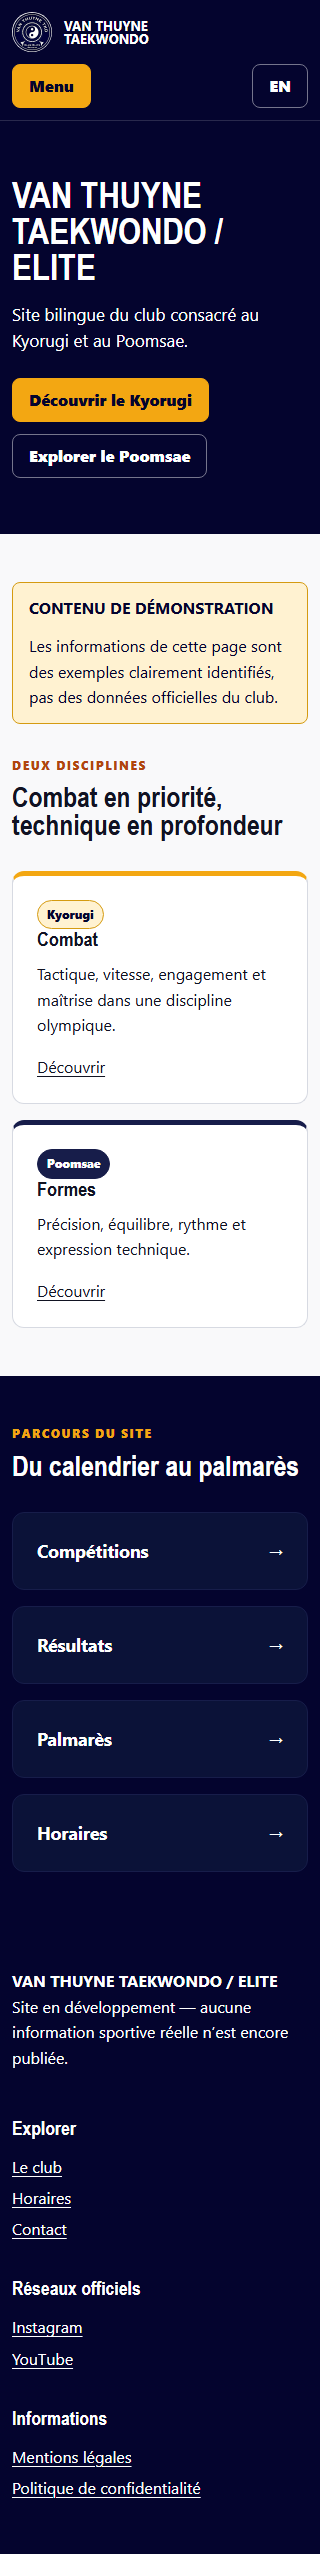 VAN THUYNE
TAEKWONDO
Menu
EN
VAN THUYNE
TAEKWONDO /
ELITE
Site bilingue du club consacré au
Kyorugi et au Poomsae.
Découvrir le Kyorugi
Explorer le Poomsae
CONTENU DE DÉMONSTRATION
Les informations de cette page sont
des exemples clairement identifiés,
pas des données officielles du club.
DEUX DISCIPLINES
Combat en priorité,
technique en profondeur
Kyorugi
Combat
Tactique, vitesse, engagement et
maîtrise dans une discipline
olympique.
Découvrir
Poomsae
Formes
Précision, équilibre, rythme et
expression technique.
Découvrir
PARCOURS DU SITE
Du calendrier au palmarès
Compétitions →
Résultats →
Palmarès →
Horaires →
VAN THUYNE TAEKWONDO / ELITE
Site en développement — aucune
information sportive réelle n’est encore
publiée.
Explorer
Le club
Horaires
Contact
Réseaux officiels
Instagram
YouTube
Informations
Mentions légales
Politique de confidentialité